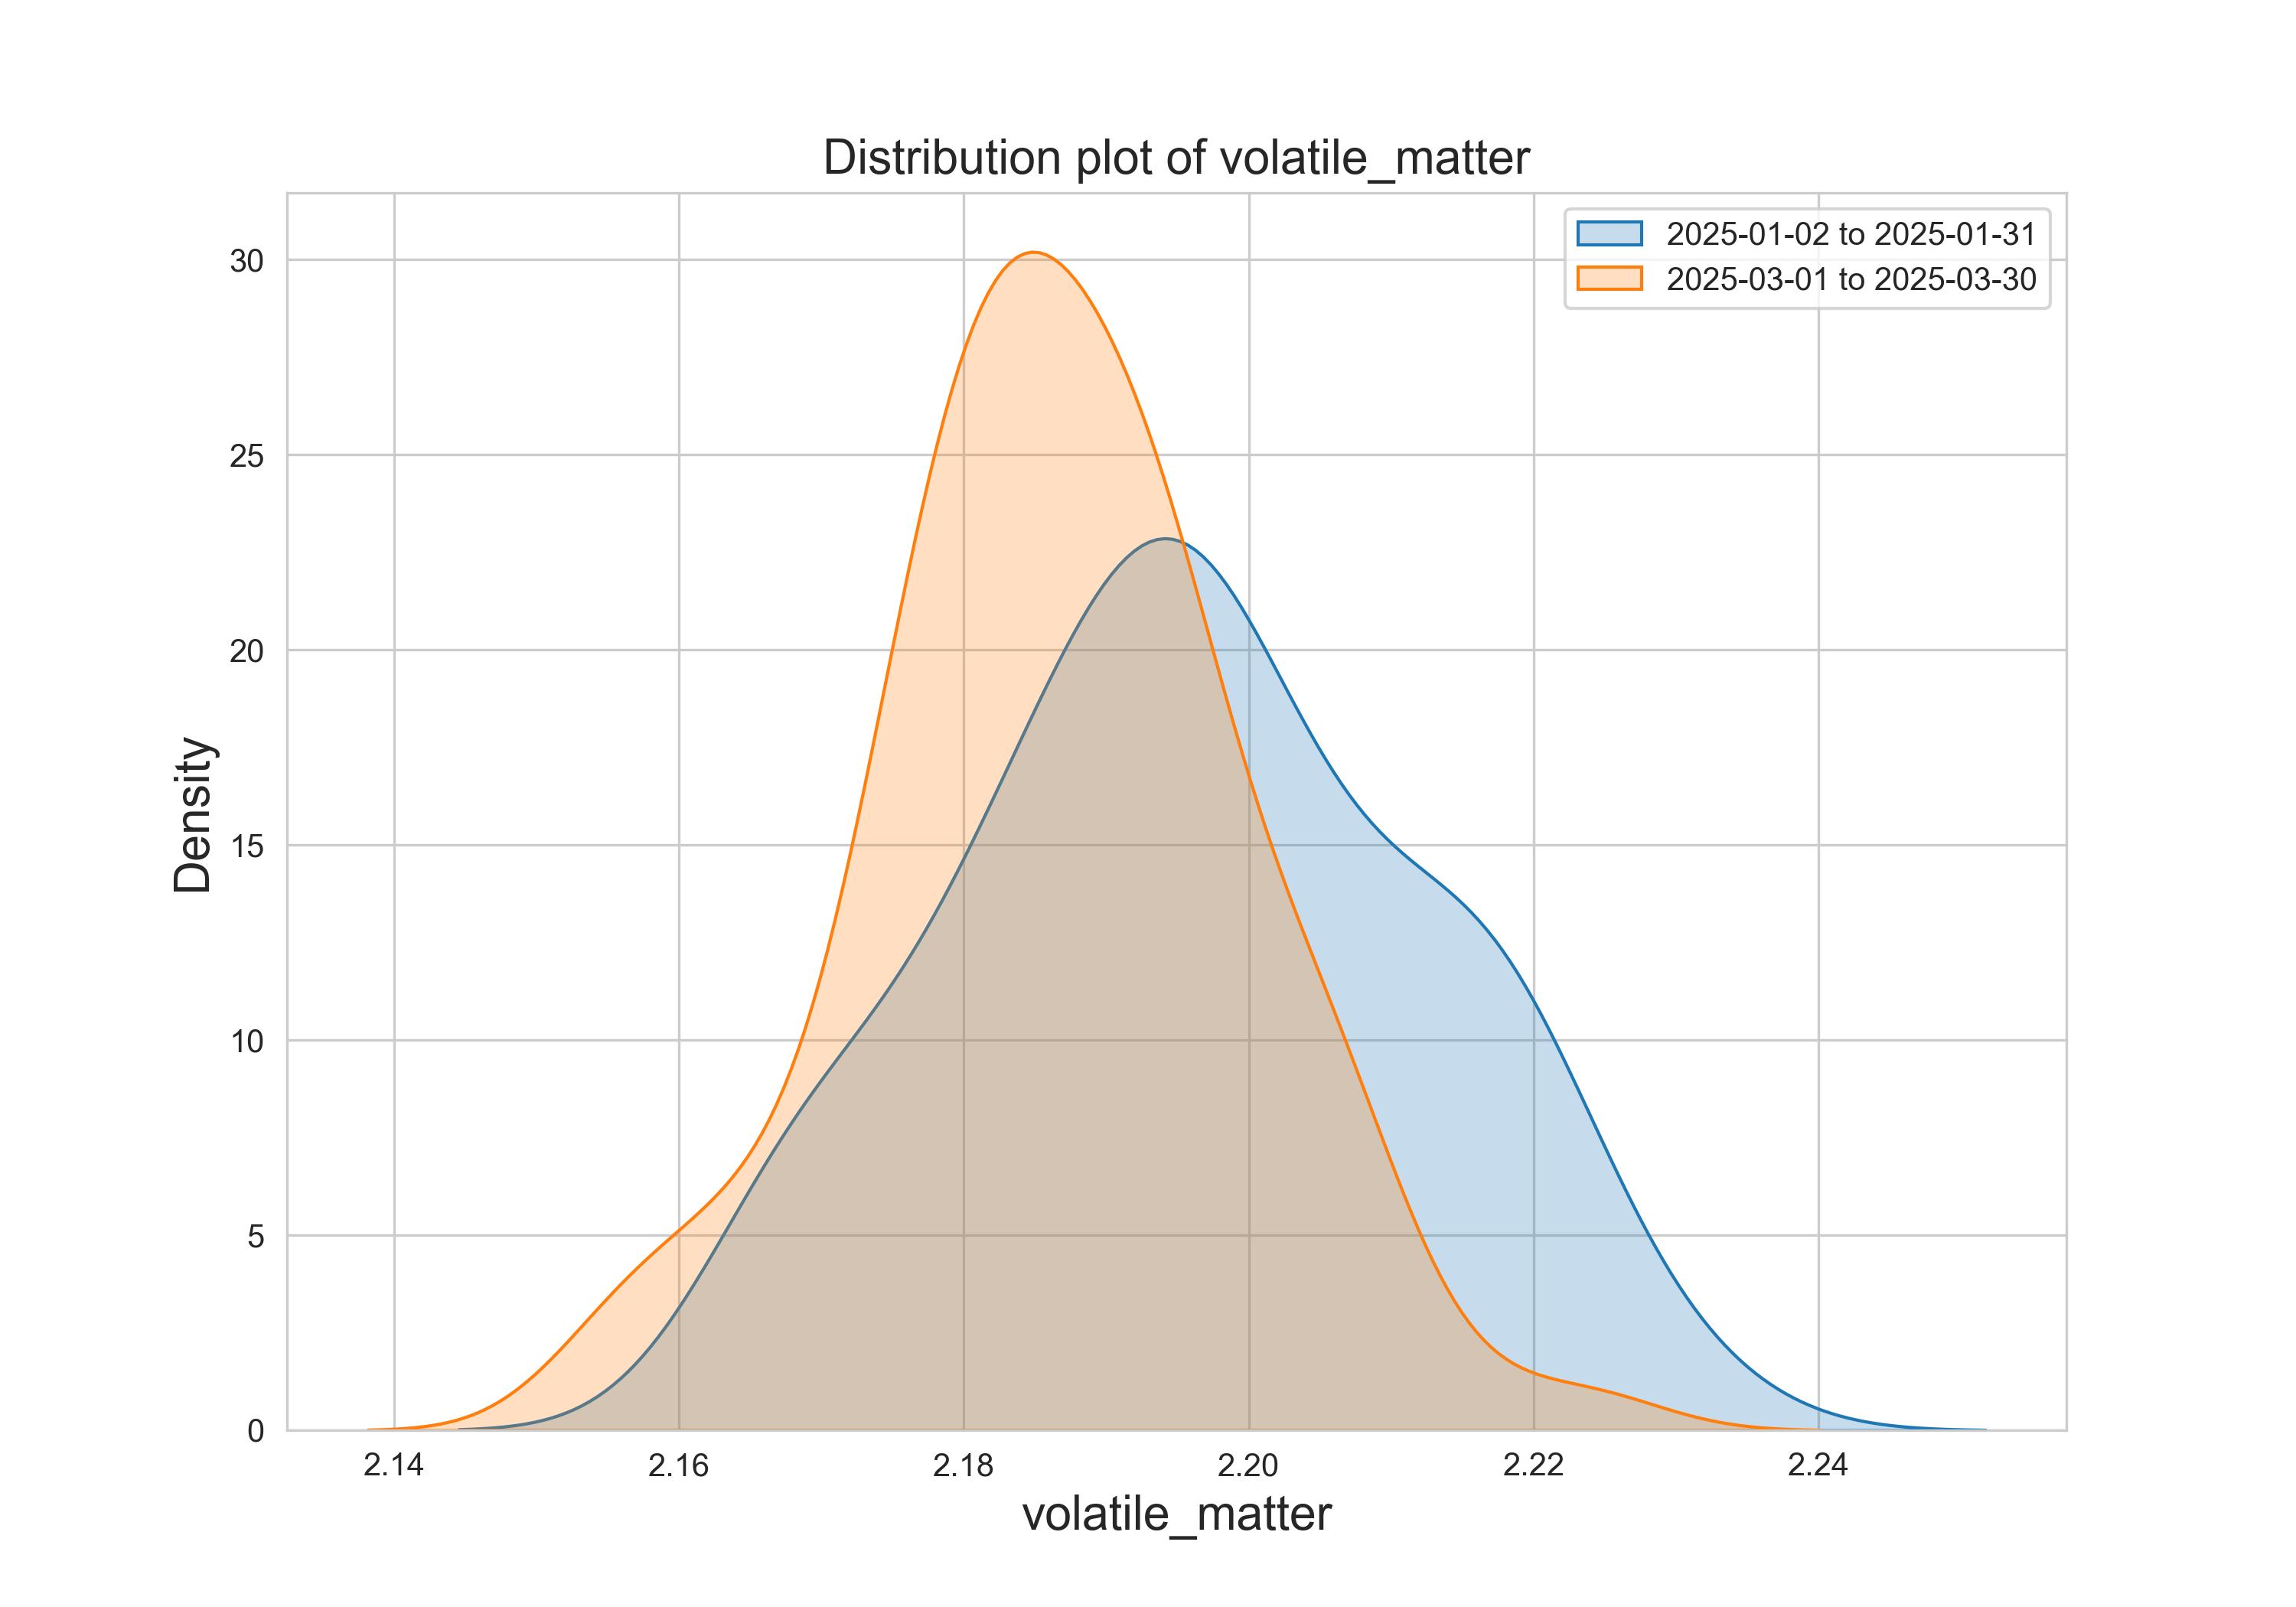 Distribution plot of volatile_matter
2025-01-02 to 2025-01-31
2025-03-01 to 2025-03-30
30
25
20
15
10
5
0
Density
2.14 2.16 2.18 2.20 2.22 2.24
volatile_matter